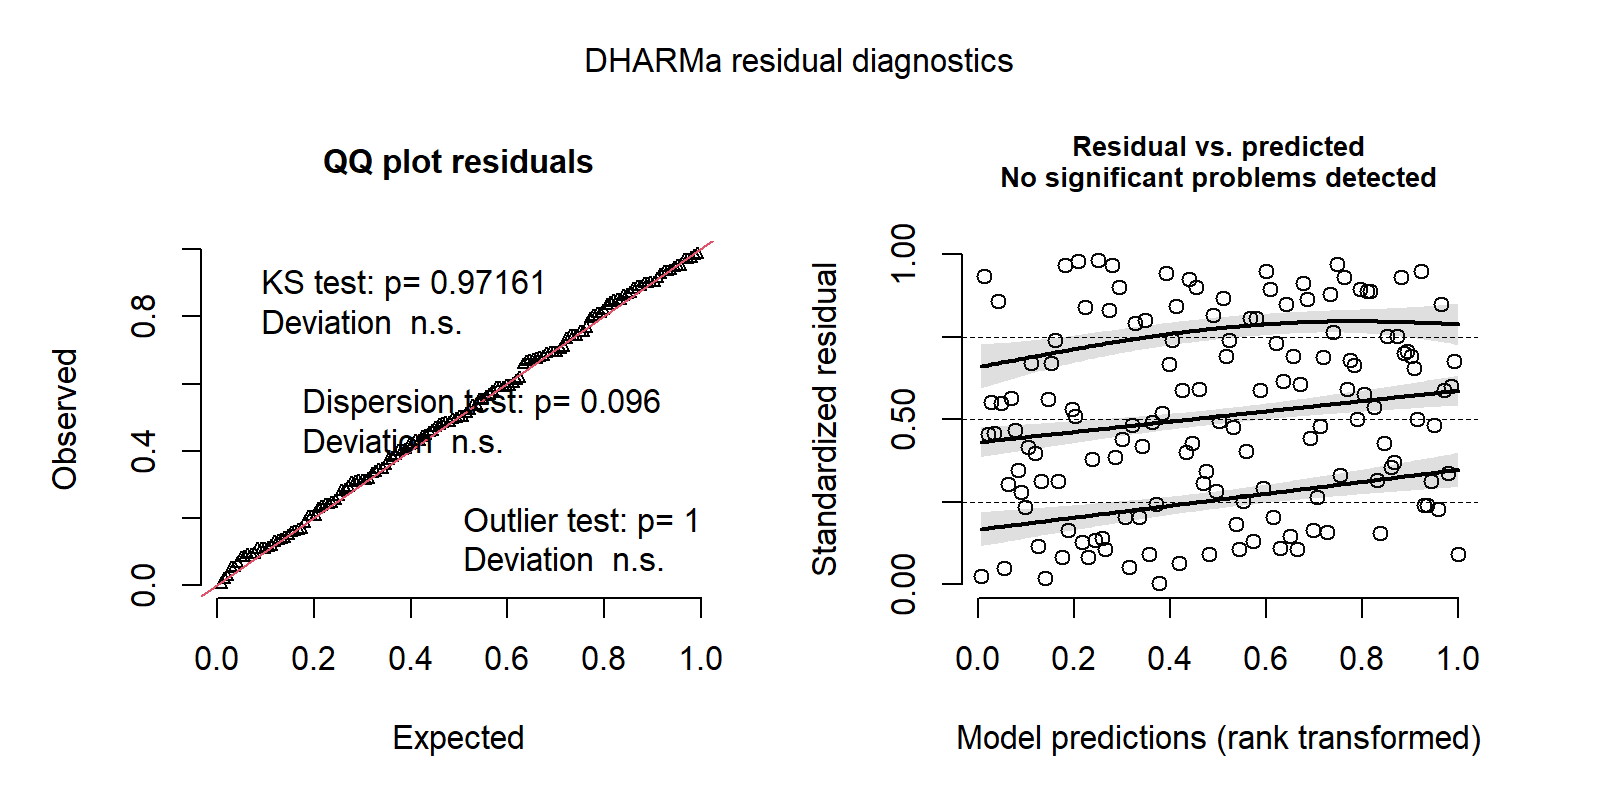 DHARMa residual diagnostics
QQ plot residuals
KS test: p= 0.97161
Deviation  n.s.
Dispersion test: p= 0.096
Deviation  n.s.
Outlier test: p= 1
Deviation  n.s.
Observed
0.0
0.4
0.8
0.0 0.2 0.4 0.6 0.8 1.0
Expected
Residual vs. predicted
No significant problems detected
Standardized residual
0.00
0.50
1.00
0.0 0.2 0.4 0.6 0.8 1.0
Model predictions (rank transformed)